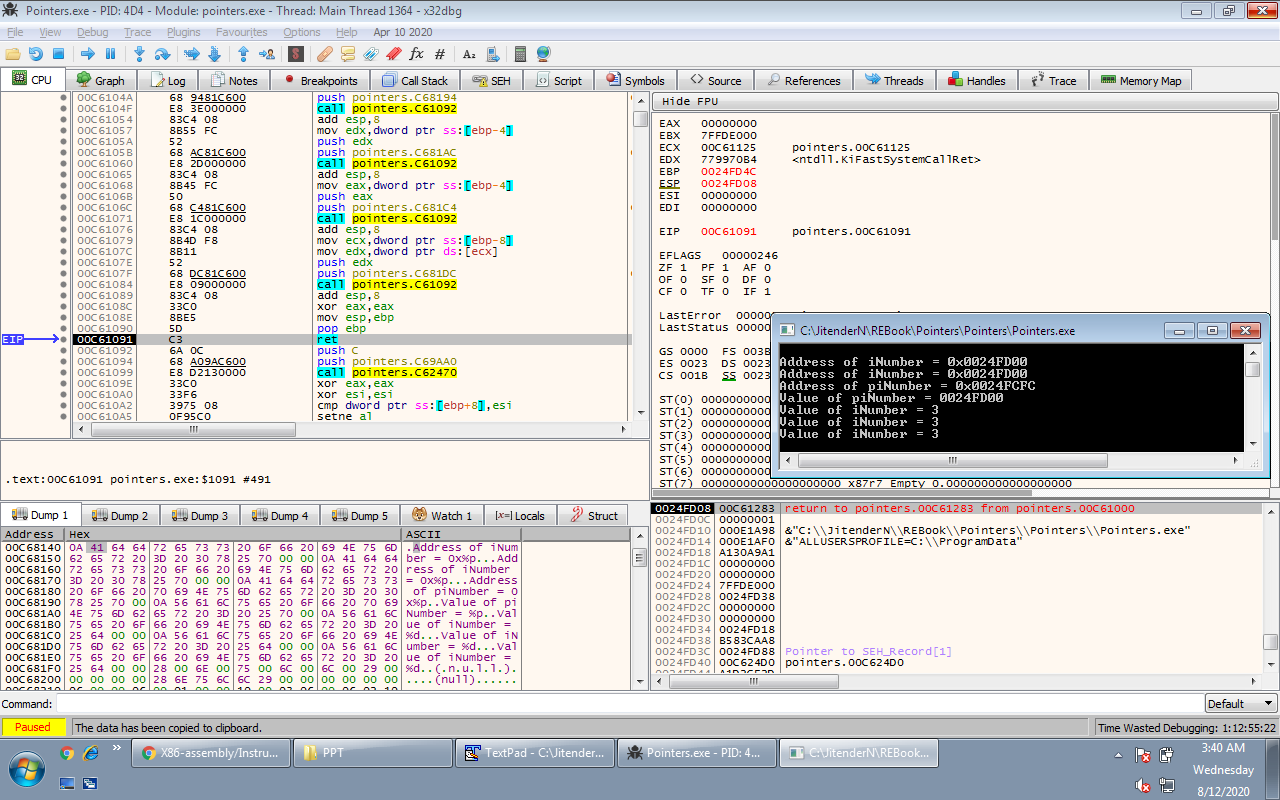 Pointers.exe - PID: 4D4 - Module: pointers.exe - Thread: Main Thread 1364 - x32dbg
File View Debug Trace Plugins Favourites Options Help Apr 10 2020
CPU Graph Log Notes Breakpoints Call Stack SEH Script Symbols Source References Threads Handles Trace Memory Map
00C6104A 68 9481C600 push pointers.C68194
00C6104F E8 3E000000 call pointers.C61092
00C61054 83C4 08 add esp,8
00C61057 8B55 FC mov edx,dword ptr ss:[ebp-4]
00C6105A 52 push edx
00C6105B 68 AC81C600 push pointers.C681AC
00C61060 E8 2D000000 call pointers.C61092
00C61065 83C4 08 add esp,8
00C61068 8B45 FC mov eax,dword ptr ss:[ebp-4]
00C6106B 50 push eax
00C6106C 68 C481C600 push pointers.C681C4
00C61071 E8 1C000000 call pointers.C61092
00C61076 83C4 08 add esp,8
00C61079 8B4D F8 mov ecx,dword ptr ss:[ebp-8]
00C6107C 8B11 mov edx,dword ptr ds:[ecx]
00C6107E 52 push edx
00C6107F 68 DC81C600 push pointers.C681DC
00C61084 E8 09000000 call pointers.C61092
00C61089 83C4 08 add esp,8
00C6108C 33C0 xor eax,eax
00C6108E 8BE5 mov esp,ebp
00C61090 5D pop ebp
EIP 00C61091 C3 ret
00C61092 6A 0C push C
00C61094 68 A09AC600 push pointers.C69AA0
00C61099 E8 D2130000 call pointers.C62470
00C6109E 33C0 xor eax,eax
00C610A0 33F6 xor esi,esi
00C610A2 3975 08 cmp dword ptr ss:[ebp+8],esi
00C610A5 0F95C0 setne al
.text:00C61091 pointers.exe:$1091 #491
Hide FPU
EAX 00000000
EBX 7FFDE000
ECX 00C61125 pointers.00C61125
EDX 779970B4 <ntdll.KiFastSystemCallRet>
EBP 0024FD4C
ESP 0024FD08
ESI 00000000
EDI 00000000
EIP 00C61091 pointers.00C61091
EFLAGS 00000246
ZF 1 PF 1 AF 0
OF 0 SF 0 DF 0
CF 0 TF 0 IF 1
LastError 00000
LastStatus 00000
GS 0000 FS 003B
ES 0023 DS 0023
CS 001B SS 0023
ST(0) 0000000000
ST(1) 0000000000
ST(2) 0000000000
ST(3) 0000000000
ST(4) 0000000000
ST(5) 0000000000
ST(6) 0000000000
ST(7) 00000000000000000000 x87r7 Empty 0.000000000000000000
C:\JitenderN\REBook\Pointers\Pointers\Pointers.exe
Address of iNumber = 0x0024FD00
Address of iNumber = 0x0024FD00
Address of piNumber = 0x0024FCFC
Value of piNumber = 0024FD00
Value of iNumber = 3
Value of iNumber = 3
Value of iNumber = 3
Dump 1 Dump 2 Dump 3 Dump 4 Dump 5 Watch 1 Locals Struct
Address Hex ASCII
00C68140 0A 41 64 64 72 65 73 73 20 6F 66 20 69 4E 75 6D .Address of iNum
00C68150 62 65 72 20 3D 20 30 78 25 70 00 00 0A 41 64 64 ber = 0x%p...Add
00C68160 72 65 73 73 20 6F 66 20 69 4E 75 6D 62 65 72 20 ress of iNumber
00C68170 3D 20 30 78 25 70 00 00 0A 41 64 64 72 65 73 73 = 0x%p...Address
00C68180 20 6F 66 20 70 69 4E 75 6D 62 65 72 20 3D 20 30 of piNumber = 0
00C68190 78 25 70 00 0A 56 61 6C 75 65 20 6F 66 20 70 69 x%p..Value of pi
00C681A0 4E 75 6D 62 65 72 20 3D 20 25 70 00 0A 56 61 6C Number = %p..Val
00C681B0 75 65 20 6F 66 20 69 4E 75 6D 62 65 72 20 3D 20 ue of iNumber =
00C681C0 25 64 00 00 0A 56 61 6C 75 65 20 6F 66 20 69 4E %d...Value of iN
00C681D0 75 6D 62 65 72 20 3D 20 25 64 00 00 0A 56 61 6C umber = %d...Val
00C681E0 75 65 20 6F 66 20 69 4E 75 6D 62 65 72 20 3D 20 ue of iNumber =
00C681F0 25 64 00 00 28 00 6E 00 75 00 6C 00 6C 00 29 00 %d..(.n.u.l.l.).
00C68200 00 00 00 00 28 6E 75 6C 6C 29 00 00 00 00 00 00 ....(null)......
0024FD08 00C61283 return to pointers.00C61283 from pointers.00C61000
0024FD0C 00000001
0024FD10 000E1A98 &"C:\\JitenderN\\REBook\\Pointers\\Pointers\\Pointers.exe"
0024FD14 000E1AF0 &"ALLUSERSPROFILE=C:\\ProgramData"
0024FD18 A130A9A1
0024FD1C 00000000
0024FD20 00000000
0024FD24 7FFDE000
0024FD28 0024FD38
0024FD2C 00000000
0024FD30 00000000
0024FD34 0024FD18
0024FD38 B583CAA8
0024FD3C 0024FD88 Pointer to SEH_Record[1]
0024FD40 00C624D0 pointers.00C624D0
Command: Default
Paused The data has been copied to clipboard. Time Wasted Debugging: 1:12:55:22
X86-assembly/Instru... PPT TextPad - C:\Jitender... Pointers.exe - PID: 4... C:\JitenderN\REBook...
3:40 AM
Wednesday
8/12/2020